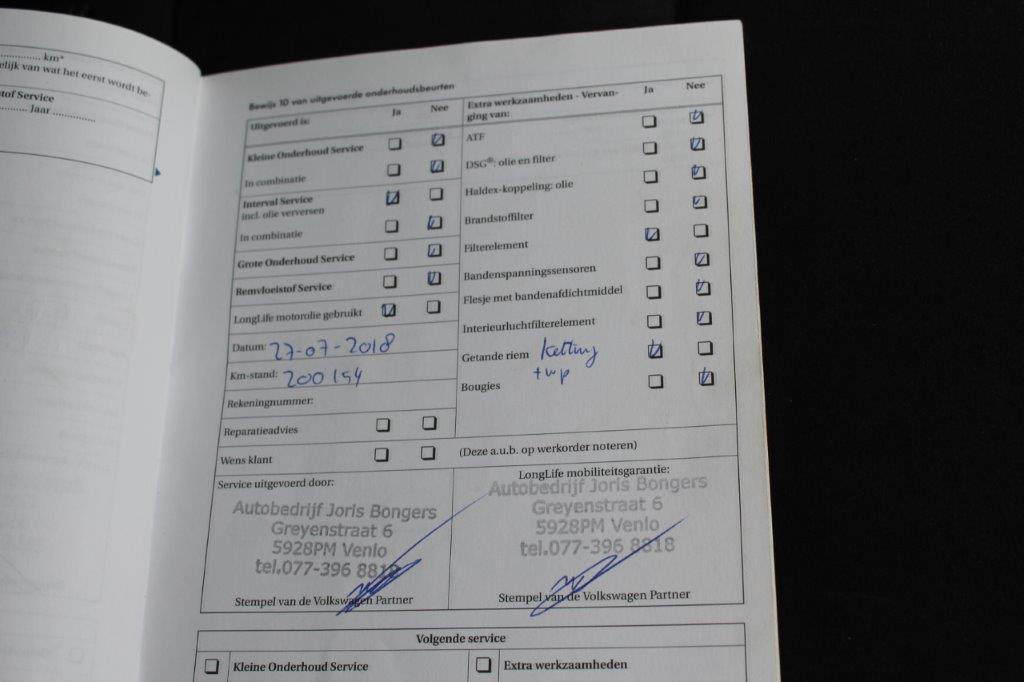 ............. km*
elijk van wat het eerst wordt be-
stof Service
......... Jaar .............
Bewijs 10 van uitgevoerde onderhoudsbeurten
Uitgevoerd is: Ja Nee
Kleine Onderhoud Service
In combinatie
Interval Service
incl. olie verversen
In combinatie
Grote Onderhoud Service
Remvloeistof Service
LongLife motorolie gebruikt
Datum: 27-07-2018
Km-stand: 200 154
Rekeningnummer:
Reparatieadvies
Wens klant
Extra werkzaamheden - Vervan- Ja Nee
ging van:
ATF
DSG®: olie en filter
Haldex-koppeling: olie
Brandstoffilter
Filterelement
Bandenspanningssensoren
Flesje met bandenafdichtmiddel
Interieurluchtfilterelement
Getande riem Ketting
+ wp
Bougies
(Deze a.u.b. op werkorder noteren)
Service uitgevoerd door:
Autobedrijf Joris Bongers
Greyenstraat 6
5928PM Venlo
tel.077-396 8818
Stempel van de Volkswagen Partner
LongLife mobiliteitsgarantie:
Autobedrijf Joris Bongers
Greyenstraat 6
5928PM Venlo
tel.077-396 8818
Stempel van de Volkswagen Partner
Volgende service
Kleine Onderhoud Service
Extra werkzaamheden